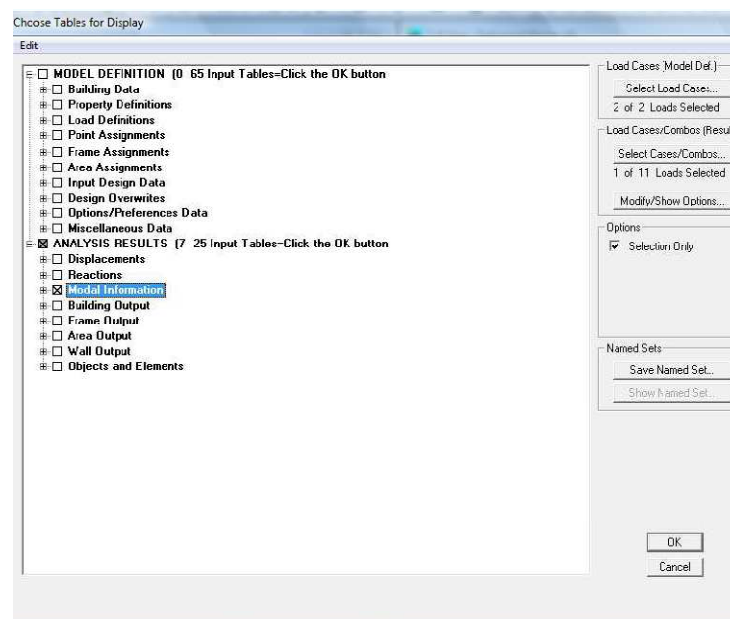 Choose Tables for Display
Edit
MODEL DEFINITION (0 65 Input Tables=Click the OK button
Building Data
Property Definitions
Load Definitions
Point Assignments
Frame Assignments
Area Assignments
Input Design Data
Design Overwrites
Options/Preferences Data
Miscellaneous Data
ANALYSIS RESULTS (7 25 Input Tables=Click the OK button
Displacements
Reactions
Modal Information
Building Output
Frame Output
Area Output
Wall Output
Objects and Elements
Load Cases (Model Def.)
Select Load Cases...
2 of 2 Loads Selected
Load Cases/Combos (Resul
Select Cases/Combos...
1 of 11 Loads Selected
Modify/Show Options...
Options
Selection Only
Named Sets
Save Named Set...
Show Named Set...
OK
Cancel